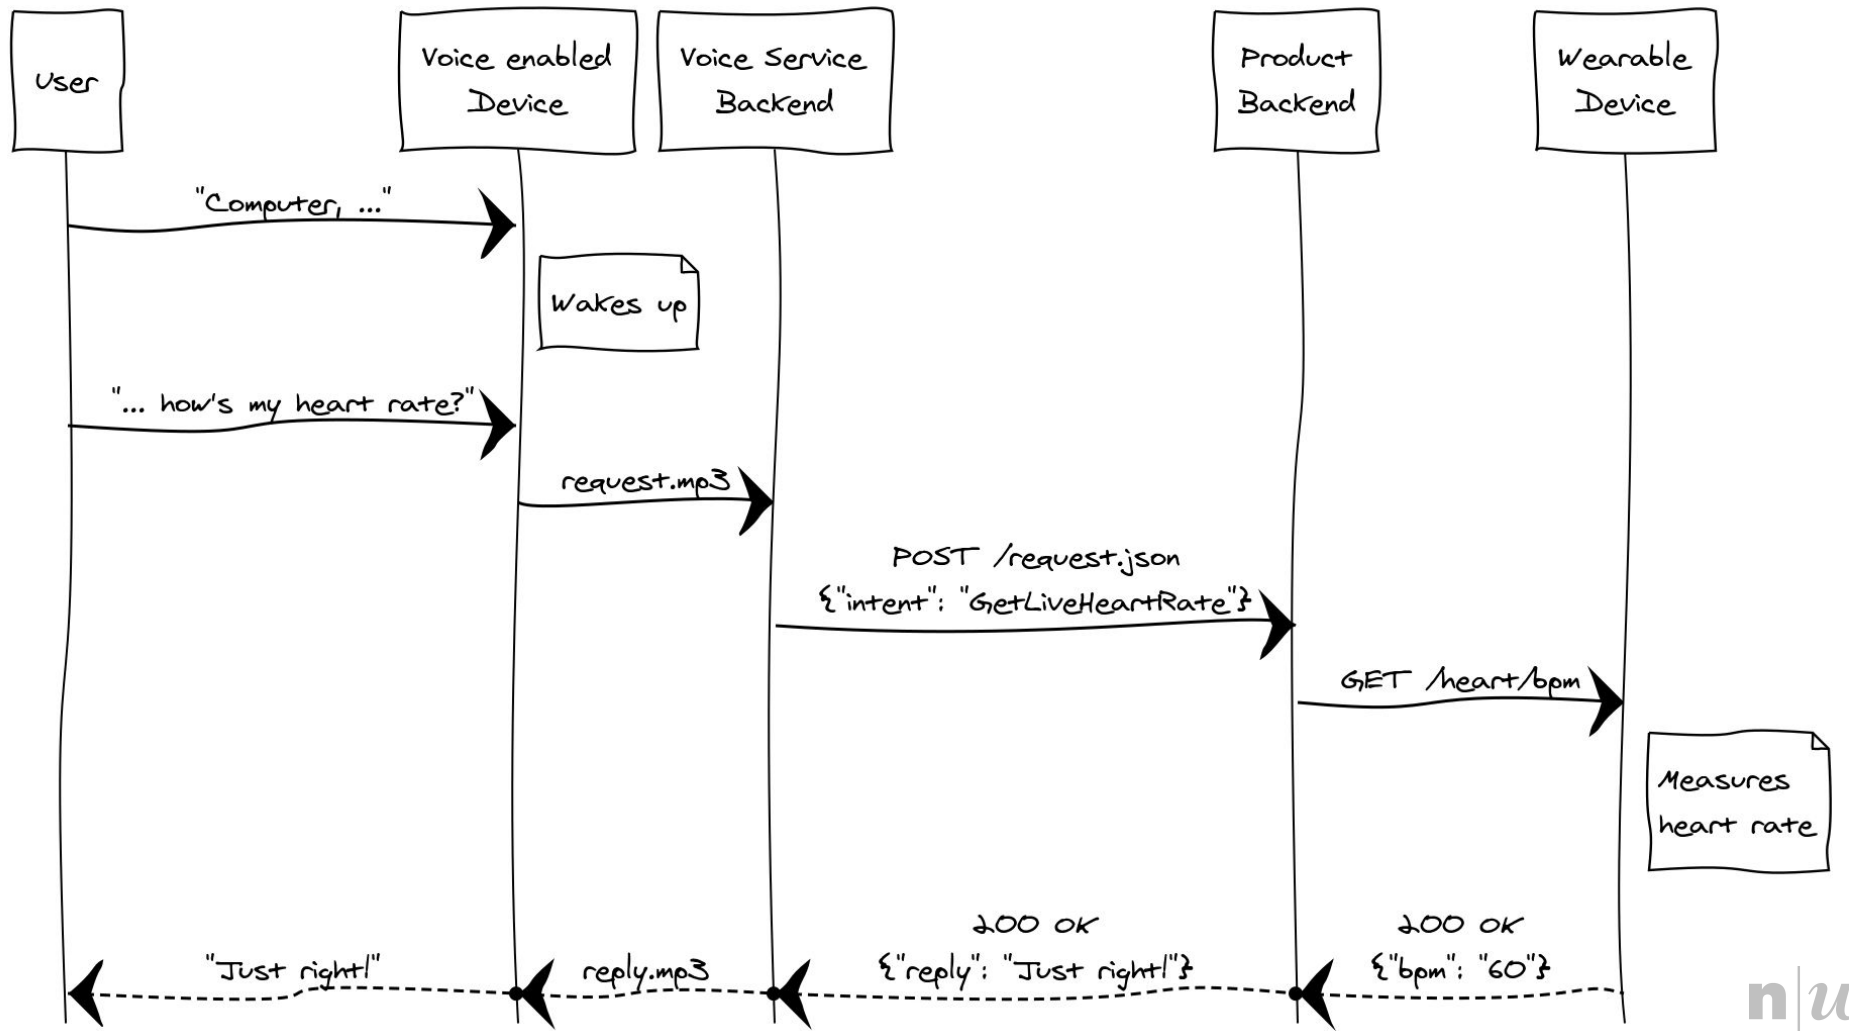 User
Voice enabled
Device
Voice Service
Backend
Product
Backend
Wearable
Device
"Computer, ..."
Wakes up
"... how's my heart rate?"
request.mp3
POST /request.json
{"intent": "GetLiveHeartRate"}
GET /heart/bpm
Measures
heart rate
200 OK
{"bpm": "60"}
200 OK
{"reply": "Just right!"}
reply.mp3
"Just right!"
n|u